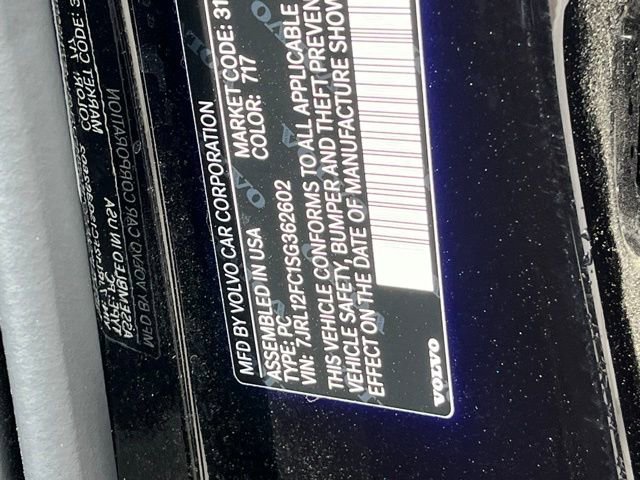 MFD BY VOLVO CAR CORPORATION
ASSEMBLED IN USA MARKET CODE: 31
TYPE: PC COLOR: 717
VIN: 7JRL12FC1SG362602
THIS VEHICLE CONFORMS TO ALL APPLICABLE
VEHICLE SAFETY, BUMPER AND THEFT PREVEN
EFFECT ON THE DATE OF MANUFACTURE SHOW
VOLVO